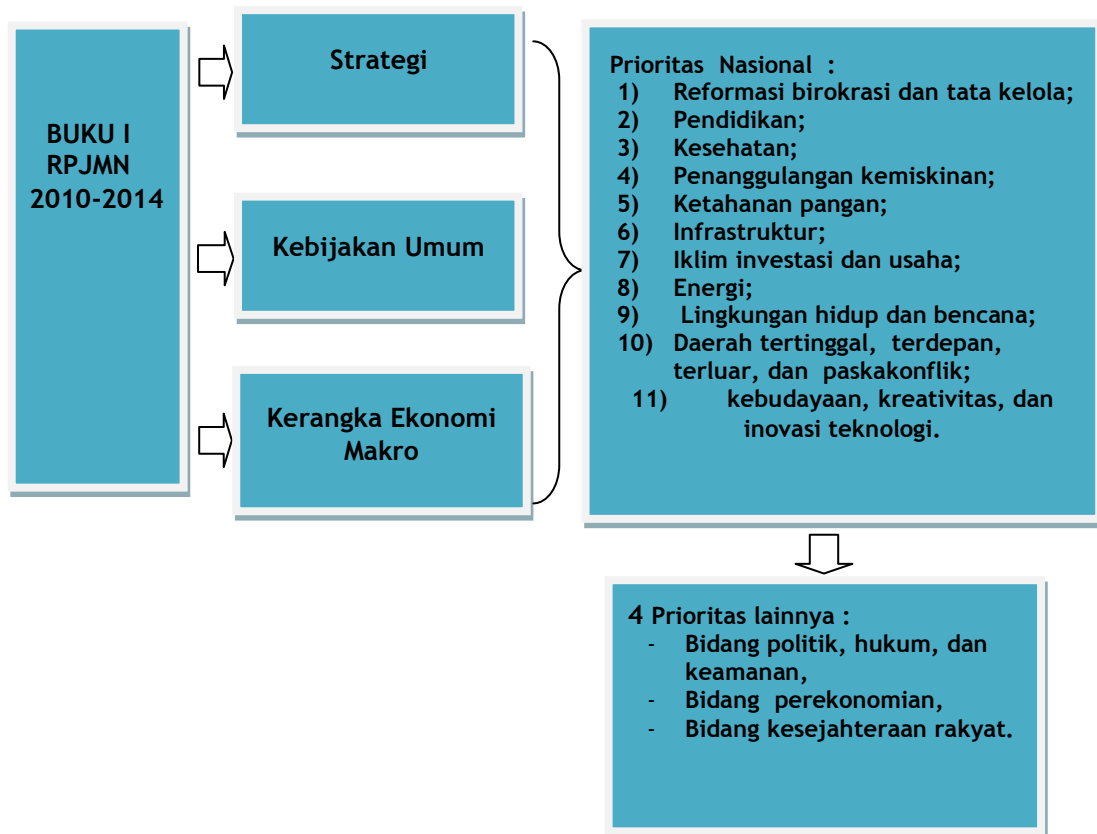 BUKU I
RPJMN
2010-2014
Strategi
Kebijakan Umum
Kerangka Ekonomi
Makro
Prioritas Nasional :
1) Reformasi birokrasi dan tata kelola;
2) Pendidikan;
3) Kesehatan;
4) Penanggulangan kemiskinan;
5) Ketahanan pangan;
6) Infrastruktur;
7) Iklim investasi dan usaha;
8) Energi;
9) Lingkungan hidup dan bencana;
10) Daerah tertinggal, terdepan,
terluar, dan paskakonflik;
11) kebudayaan, kreativitas, dan
inovasi teknologi.
4 Prioritas lainnya :
- Bidang politik, hukum, dan
keamanan,
- Bidang perekonomian,
- Bidang kesejahteraan rakyat.